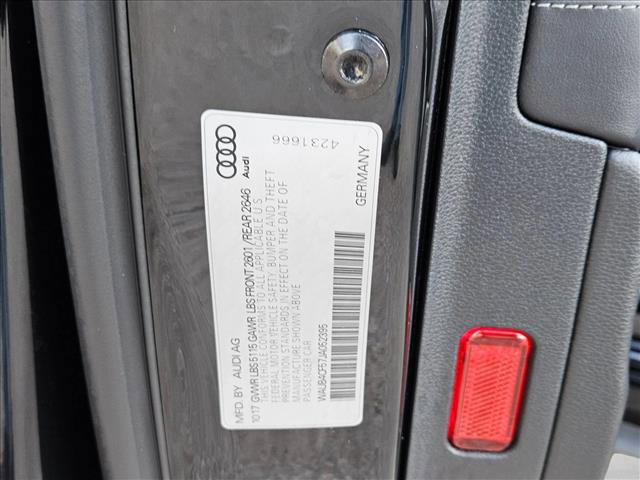 Audi
4231666
MFD. BY AUDI AG
10.17 GVWR LBS 5115 GAWR LBS FRONT 2601 /REAR 2646
THIS VEHICLE CONFORMS TO ALL APPLICABLE U S
FEDERAL MOTOR VEHICLE SAFETY, BUMPER AND THEFT
PREVENTION STANDARDS IN EFFECT ON THE DATE OF
MANUFACTURE SHOWN ABOVE
PASSENGER CAR
WAUB4CF57JA052395
GERMANY